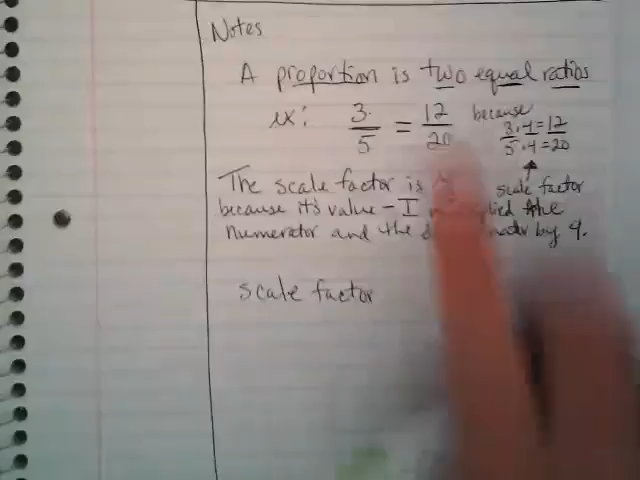 Notes
A proportion is two equal ratios
ex: 3/5 = 12/20 because 3·4=12
5·4=20
The scale factor is scale factor
because it's value - I the
numerator and the by 4.
scale factor